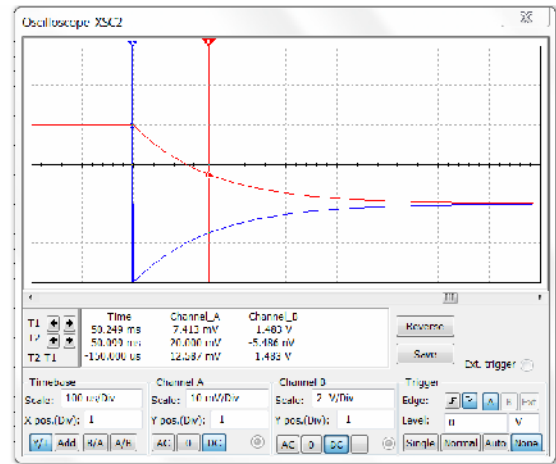 Oscilloscope XSC2
T1
T2
T2 T1
Time
Channel_A
Channel_B
50.249 ms
7.413 mV
1.483 V
50.099 ms
20.000 mV
-5.486 mV
-150.000 us
12.587 mV
1.483 V
Reverse
Save
Ext. trigger
Timebase
Scale: 100 us/Div
X pos.(Div): 1
Y/T Add B/A A/B
Channel A
Scale: 10 mV/Div
Y pos.(Div): 1
AC 0 DC
Channel B
Scale: 2 V/Div
Y pos.(Div): 1
AC 0 DC
Trigger
Edge: A B Ext
Level: 0 V
Single Normal Auto None